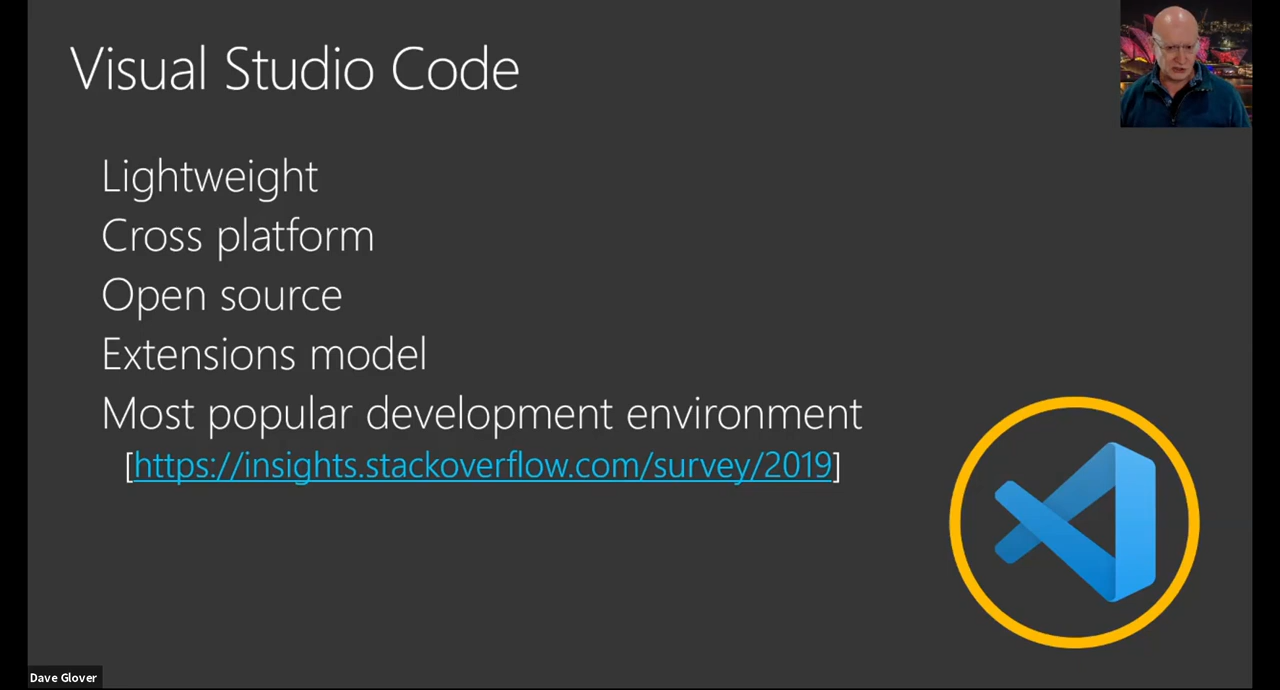 Visual Studio Code
Lightweight
Cross platform
Open source
Extensions model
Most popular development environment
[https://insights.stackoverflow.com/survey/2019]
Dave Glover